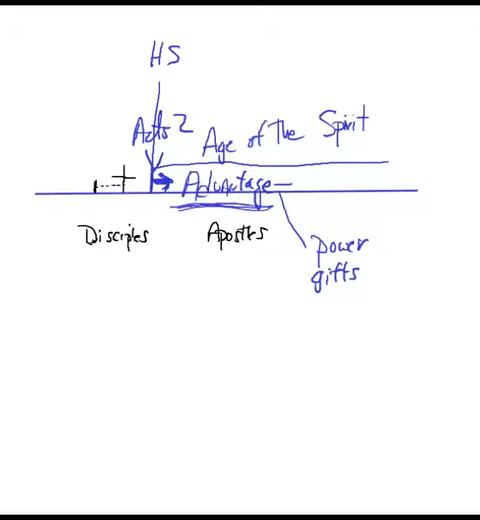 HS
Acts 2
Age of The Spirit
Advantage
Disciples
Apostles
power
gifts